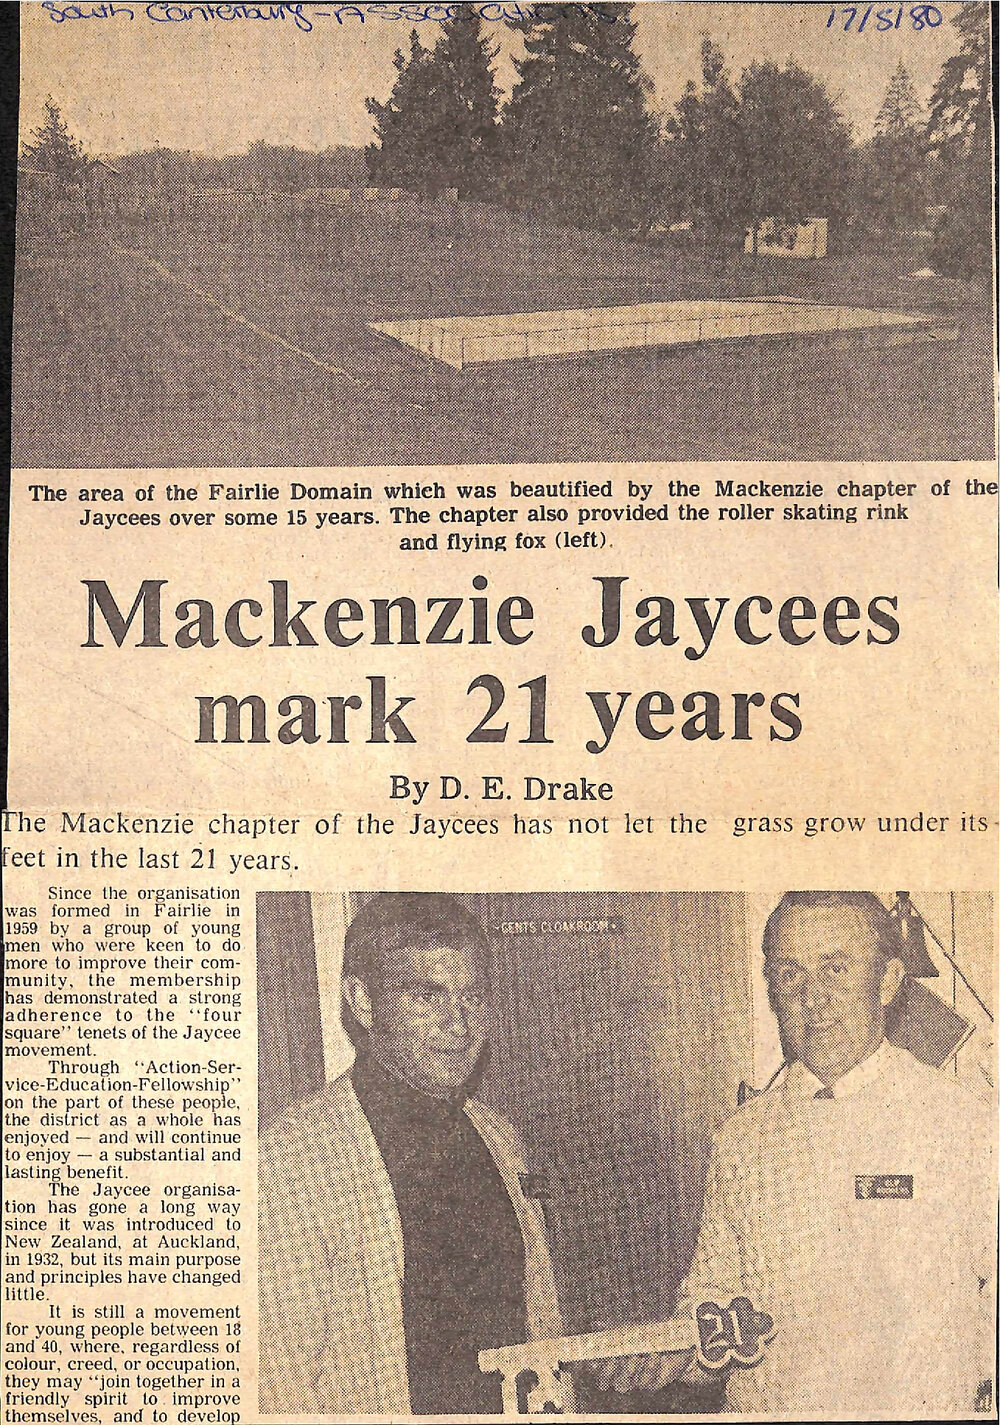 South Canterbury - Associations
17/5/80
The area of the Fairlie Domain which was beautified by the Mackenzie chapter of the
Jaycees over some 15 years. The chapter also provided the roller skating rink
and flying fox (left).
Mackenzie Jaycees
mark 21 years
By D. E. Drake
The Mackenzie chapter of the Jaycees has not let the grass grow under its
feet in the last 21 years.
Since the organisation
was formed in Fairlie in
1959 by a group of young
men who were keen to do
more to improve their com-
munity, the membership
has demonstrated a strong
adherence to the "four
square" tenets of the Jaycee
movement.
Through "Action-Ser-
vice-Education-Fellowship"
on the part of these people,
the district as a whole has
enjoyed — and will continue
to enjoy — a substantial and
lasting benefit.
The Jaycee organisa-
tion has gone a long way
since it was introduced to
New Zealand, at Auckland,
in 1932, but its main purpose
and principles have changed
little.
It is still a movement
for young people between 18
and 40, where, regardless of
colour, creed, or occupation,
they may "join together in a
friendly spirit to improve
themselves, and to develop
GENTS CLOAKROOM
21